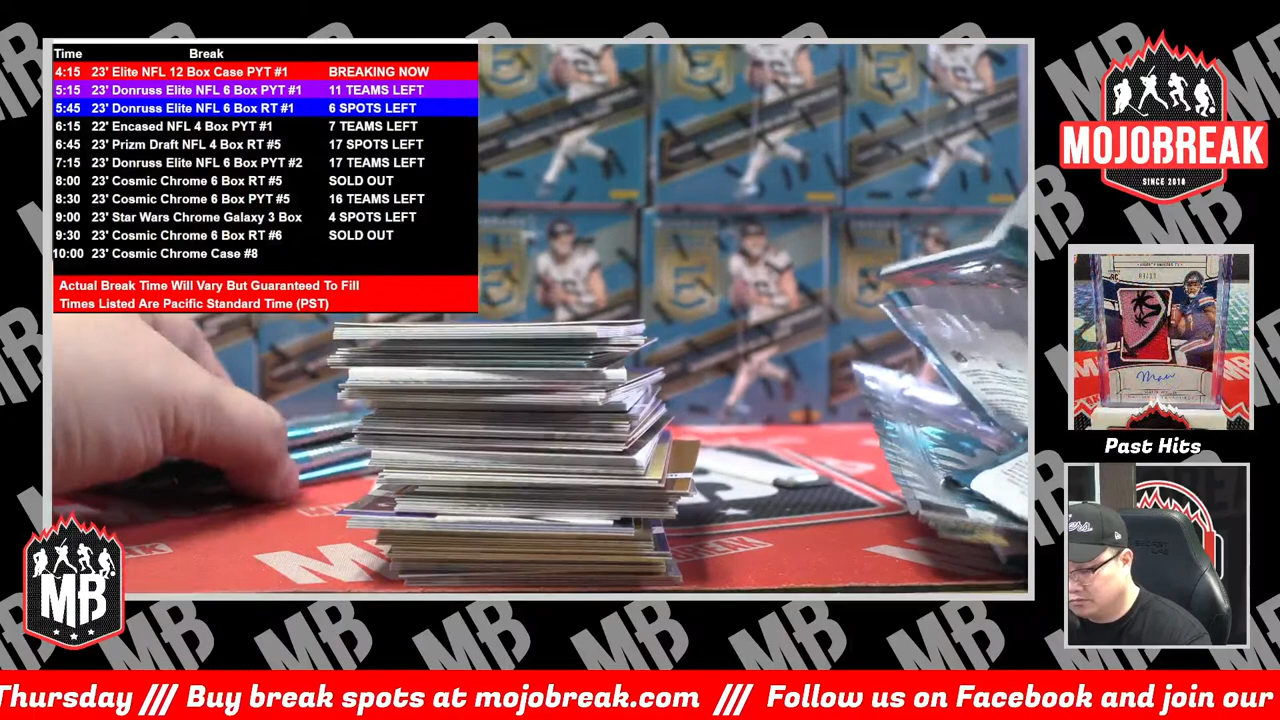 Time Break
4:15 23' Elite NFL 12 Box Case PYT #1 BREAKING NOW
5:15 23' Donruss Elite NFL 6 Box PYT #1 11 TEAMS LEFT
5:45 23' Donruss Elite NFL 6 Box RT #1 6 SPOTS LEFT
6:15 22' Encased NFL 4 Box PYT #1 7 TEAMS LEFT
6:45 23' Prizm Draft NFL 4 Box RT #5 17 SPOTS LEFT
7:15 23' Donruss Elite NFL 6 Box PYT #2 17 TEAMS LEFT
8:00 23' Cosmic Chrome 6 Box RT #5 SOLD OUT
8:30 23' Cosmic Chrome 6 Box PYT #5 16 TEAMS LEFT
9:00 23' Star Wars Chrome Galaxy 3 Box 4 SPOTS LEFT
9:30 23' Cosmic Chrome 6 Box RT #6 SOLD OUT
10:00 23' Cosmic Chrome Case #8
Actual Break Time Will Vary But Guaranteed To Fill
Times Listed Are Pacific Standard Time (PST)
MOJOBREAK
SINCE 2010
Past Hits
MB
Thursday /// Buy break spots at mojobreak.com /// Follow us on Facebook and join our